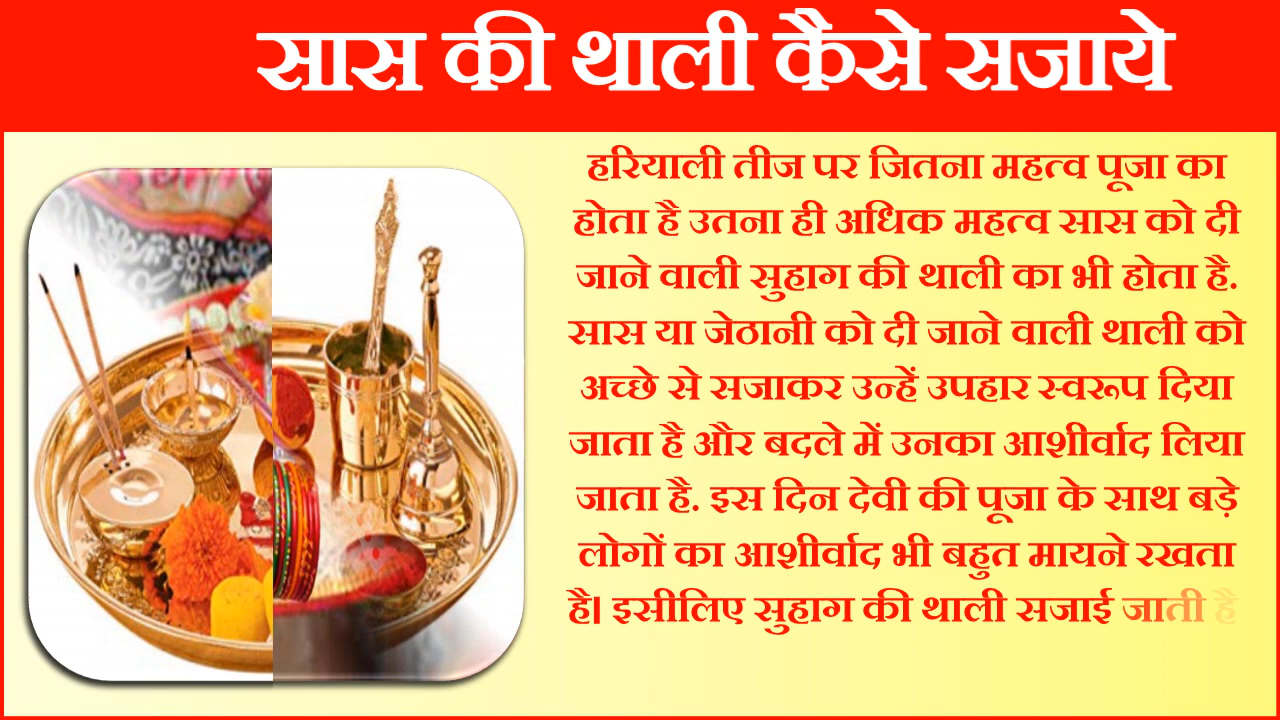 सास की थाली कैसे सजाये
हरियाली तीज पर जितना महत्व पूजा का
होता है उतना ही अधिक महत्व सास को दी
जाने वाली सुहाग की थाली का भी होता है.
सास या जेठानी को दी जाने वाली थाली को
अच्छे से सजाकर उन्हें उपहार स्वरूप दिया
जाता है और बदले में उनका आशीर्वाद लिया
जाता है. इस दिन देवी की पूजा के साथ बड़े
लोगों का आशीर्वाद भी बहुत मायने रखता
है। इसीलिए सुहाग की थाली सजाई जाती है